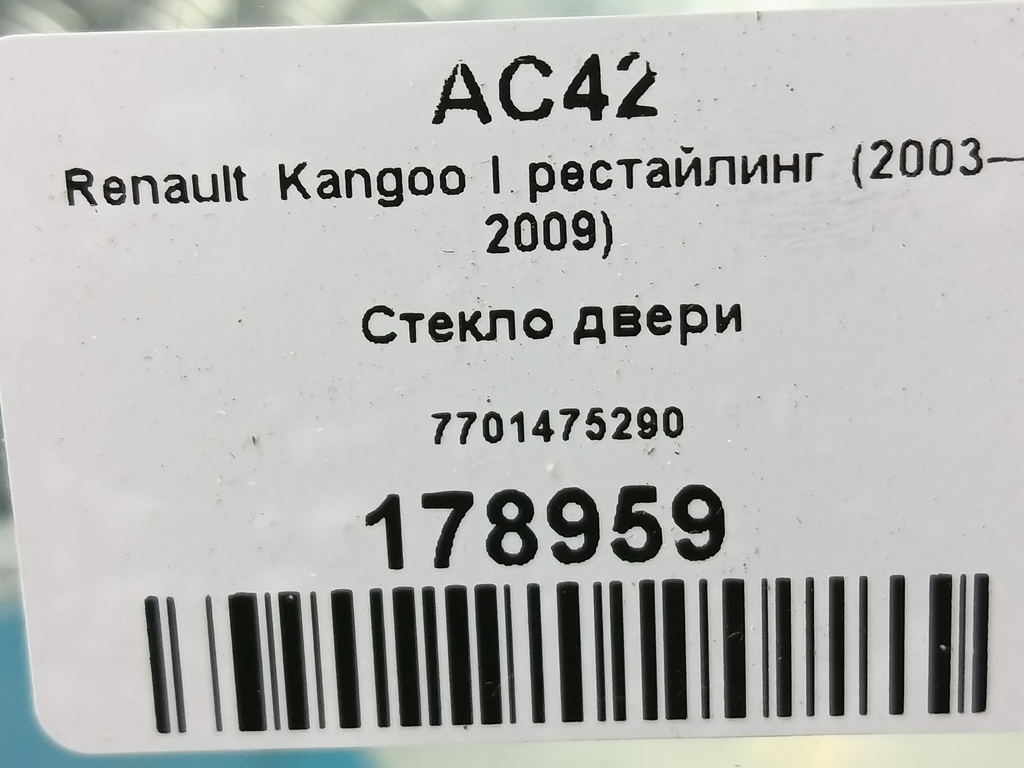 AC42
Renault Kangoo I рестайлинг (2003—
2009)
Стекло двери
7701475290
178959